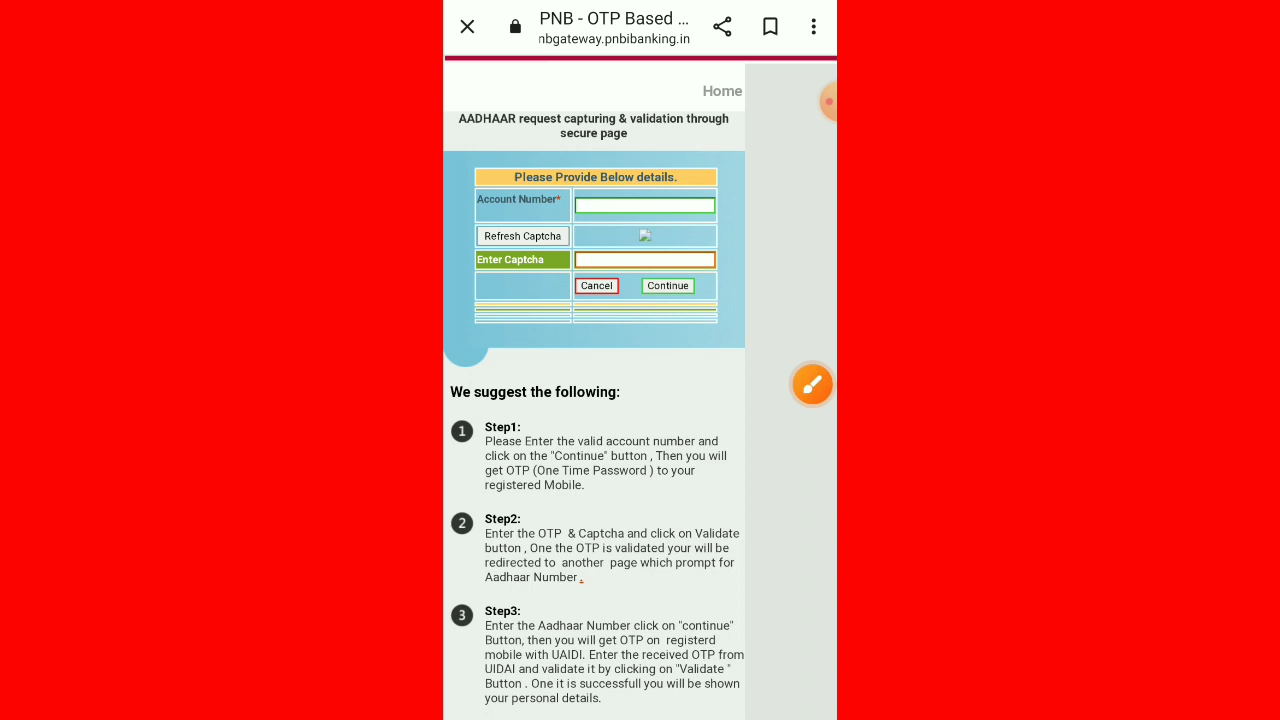 PNB - OTP Based ...
nbgateway.pnbibanking.in
Home
AADHAAR request capturing & validation through
secure page
Please Provide Below details.
Account Number*
Refresh Captcha
Enter Captcha
Cancel Continue
We suggest the following:
1 Step1:
Please Enter the valid account number and
click on the "Continue" button , Then you will
get OTP (One Time Password ) to your
registered Mobile.
2 Step2:
Enter the OTP & Captcha and click on Validate
button , One the OTP is validated your will be
redirected to another page which prompt for
Aadhaar Number .
3 Step3:
Enter the Aadhaar Number click on "continue"
Button, then you will get OTP on registerd
mobile with UAIDI. Enter the received OTP from
UIDAI and validate it by clicking on "Validate "
Button . One it is successfull you will be shown
your personal details.